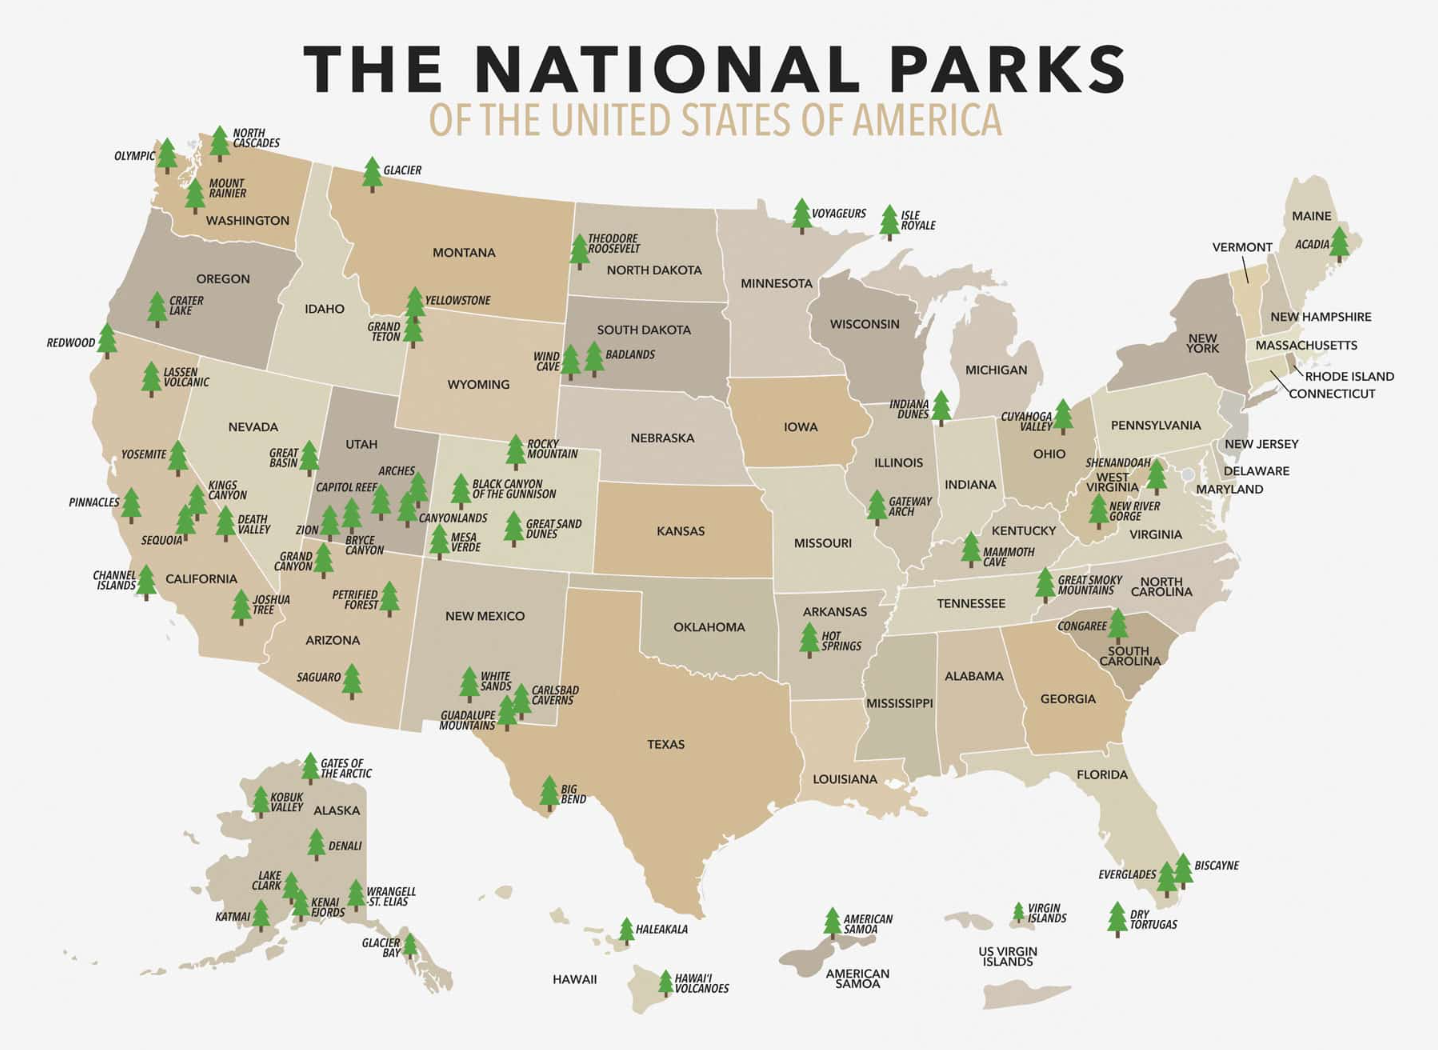 THE NATIONAL PARKS
OF THE UNITED STATES OF AMERICA
NORTH
CASCADES
OLYMPIC
MOUNT
RAINIER
WASHINGTON
GLACIER
MONTANA
OREGON
CRATER
LAKE
IDAHO
YELLOWSTONE
GRAND
TETON
WYOMING
THEODORE
ROOSEVELT
NORTH DAKOTA
SOUTH DAKOTA
WIND
CAVE
BADLANDS
NEBRASKA
VOYAGEURS
MINNESOTA
ISLE
ROYALE
WISCONSIN
MICHIGAN
IOWA
MAINE
ACADIA
VERMONT
NEW HAMPSHIRE
NEW
YORK
MASSACHUSETTS
RHODE ISLAND
CONNECTICUT
PENNSYLVANIA
NEW JERSEY
DELAWARE
MARYLAND
REDWOOD
LASSEN
VOLCANIC
NEVADA
UTAH
YOSEMITE
GREAT
BASIN
PINNACLES
KINGS
CANYON
SEQUOIA
DEATH
VALLEY
CHANNEL
ISLANDS
CALIFORNIA
JOSHUA
TREE
ARCHES
CAPITOL REEF
CANYONLANDS
ZION
BRYCE
CANYON
GRAND
CANYON
PETRIFIED
FOREST
ARIZONA
SAGUARO
ROCKY
MOUNTAIN
BLACK CANYON
OF THE GUNNISON
GREAT SAND
DUNES
MESA
VERDE
NEW MEXICO
WHITE
SANDS
CARLSBAD
CAVERNS
GUADALUPE
MOUNTAINS
KANSAS
OKLAHOMA
TEXAS
BIG
BEND
MISSOURI
ARKANSAS
HOT
SPRINGS
LOUISIANA
ILLINOIS
GATEWAY
ARCH
INDIANA
DUNES
INDIANA
CUYAHOGA
VALLEY
OHIO
SHENANDOAH
WEST
VIRGINIA
NEW RIVER
GORGE
VIRGINIA
KENTUCKY
MAMMOTH
CAVE
TENNESSEE
GREAT SMOKY
MOUNTAINS
NORTH
CAROLINA
CONGAREE
SOUTH
CAROLINA
MISSISSIPPI
ALABAMA
GEORGIA
FLORIDA
EVERGLADES
BISCAYNE
DRY
TORTUGAS
GATES OF
THE ARCTIC
KOBUK
VALLEY
ALASKA
DENALI
LAKE
CLARK
KENAI
FJORDS
WRANGELL
-ST. ELIAS
KATMAI
GLACIER
BAY
HALEAKALA
HAWAII
HAWAI'I
VOLCANOES
AMERICAN
SAMOA
AMERICAN
SAMOA
VIRGIN
ISLANDS
US VIRGIN
ISLANDS